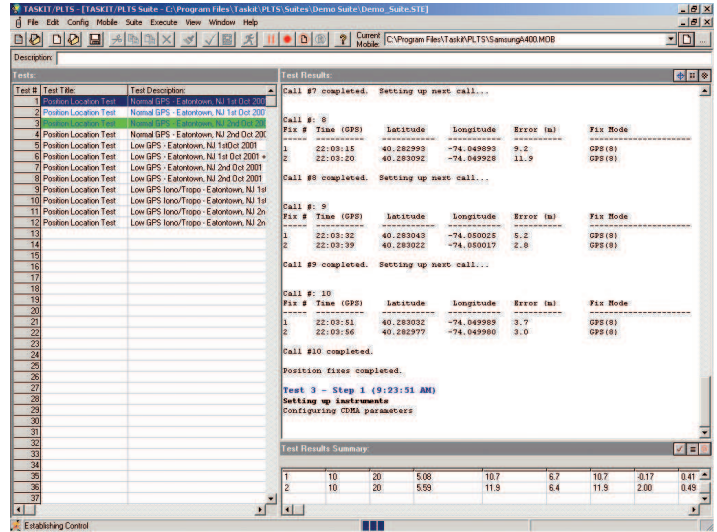 TASKIT/PLTS - [TASKIT/PLTS Suite - C:\Program Files\Taskit\PLTS\Suites\Demo Suite\Demo_Suite.STE]
File Edit Config Mobile Suite Execute View Window Help
Current Mobile: C:\Program Files\Taskit\PLTS\SamsungA400.MOB
Description:
Tests:
Test # Test Title: Test Description:
1 Position Location Test Normal GPS - Eatontown, NJ 1st Oct 200
2 Position Location Test Normal GPS - Eatontown, NJ 1st Oct 200
3 Position Location Test Normal GPS - Eatontown, NJ 2nd Oct 200
4 Position Location Test Normal GPS - Eatontown, NJ 2nd Oct 200
5 Position Location Test Low GPS - Eatontown, NJ 1stOct 2001
6 Position Location Test Low GPS - Eatontown, NJ 1st Oct 2001 +
7 Position Location Test Low GPS - Eatontown, NJ 2nd Oct 2001
8 Position Location Test Low GPS - Eatontown, NJ 2nd Oct 2001
9 Position Location Test Low GPS Iono/Tropo - Eatontown, NJ 1st
10 Position Location Test Low GPS Iono/Tropo - Eatontown, NJ 1st
11 Position Location Test Low GPS Iono/Tropo - Eatontown, NJ 2n
12 Position Location Test Low GPS Iono/Tropo - Eatontown, NJ 2n
13
14
15
16
17
18
19
20
21
22
23
24
25
26
27
28
29
30
31
32
33
34
35
36
37
Test Results:
Call #7 completed. Setting up next call...
Call #: 8
Fix # Time (GPS) Latitude Longitude Error (m) Fix Mode
1 22:03:15 40.282993 -74.049893 9.2 GPS(8)
2 22:03:20 40.283092 -74.049928 11.9 GPS(8)
Call #8 completed. Setting up next call...
Call #: 9
Fix # Time (GPS) Latitude Longitude Error (m) Fix Mode
1 22:03:32 40.283043 -74.050025 5.2 GPS(8)
2 22:03:39 40.283022 -74.050017 2.8 GPS(8)
Call #9 completed. Setting up next call...
Call #: 10
Fix # Time (GPS) Latitude Longitude Error (m) Fix Mode
1 22:03:51 40.283032 -74.049989 3.7 GPS(8)
2 22:03:56 40.282977 -74.049980 3.0 GPS(8)
Call #10 completed.
Position fixes completed.
Test 3 - Step 1 (9:23:51 AM)
Setting up instruments
Configuring CDMA parameters
Test Results Summary:
1 10 20 5.08 10.7 6.7 10.7 -0.17 0.41
2 10 20 5.59 11.9 6.4 11.9 2.00 0.49
Establishing Control